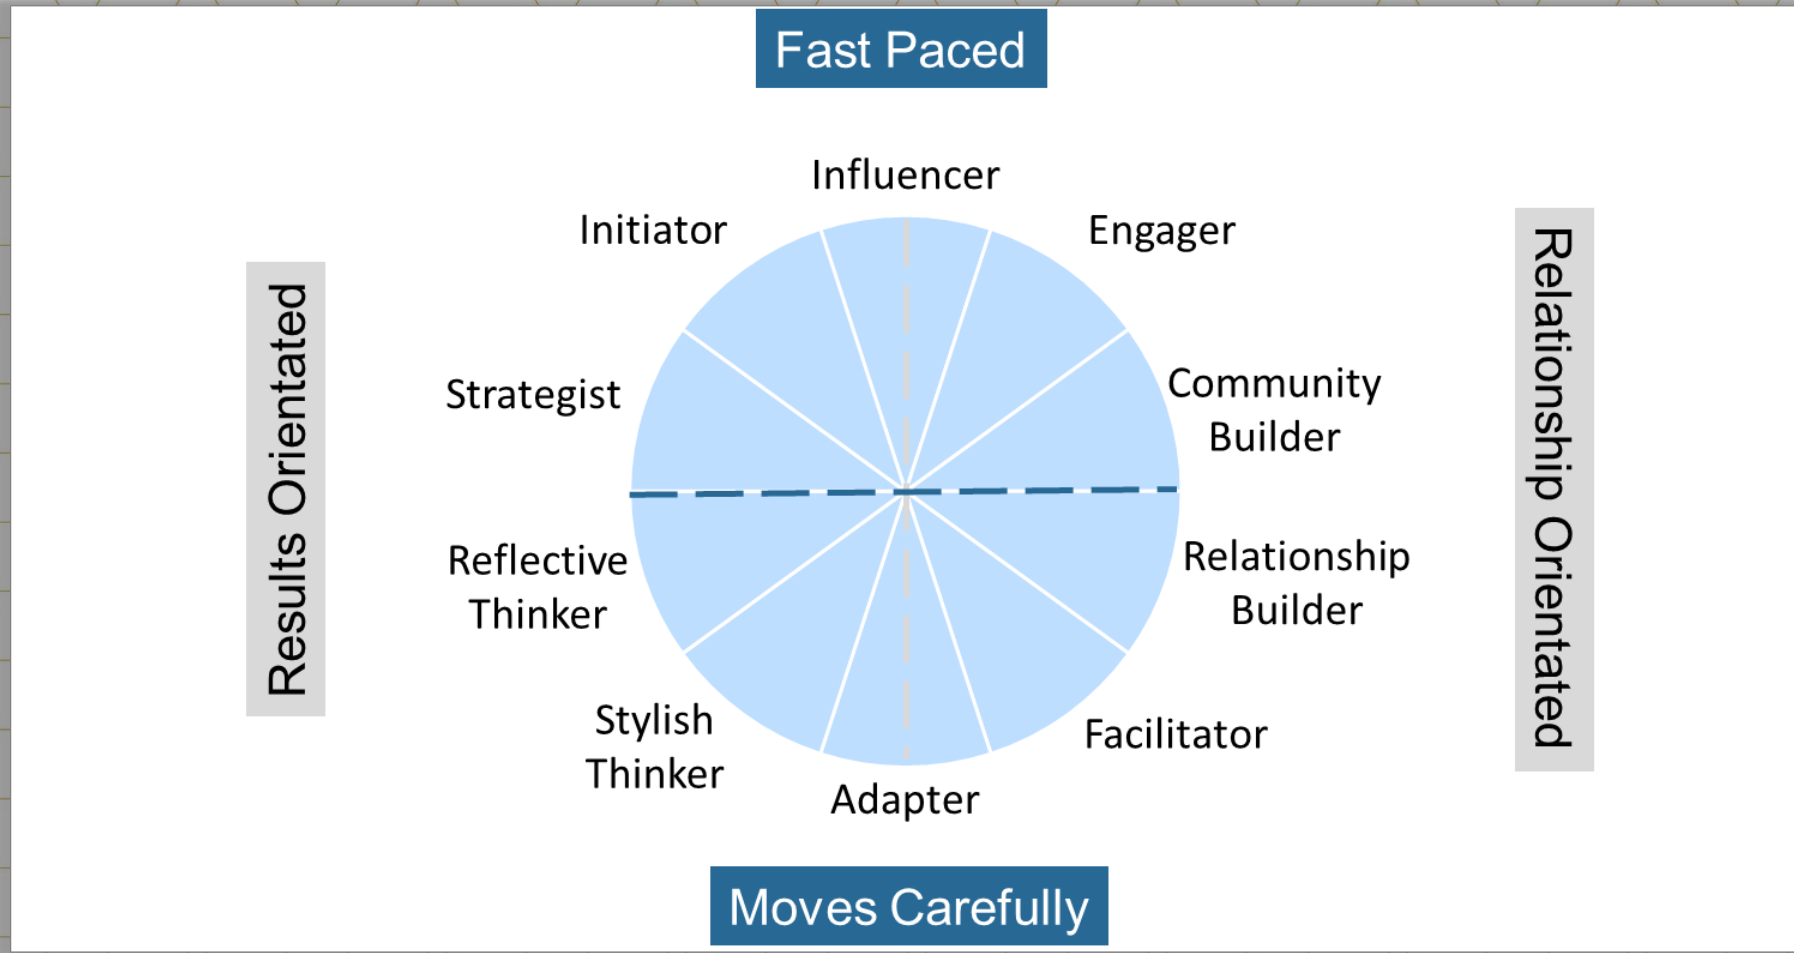 Fast Paced
Influencer
Initiator
Engager
Results Orientated
Relationship Orientated
Strategist
Community
Builder
Reflective
Thinker
Relationship
Builder
Stylish
Thinker
Facilitator
Adapter
Moves Carefully